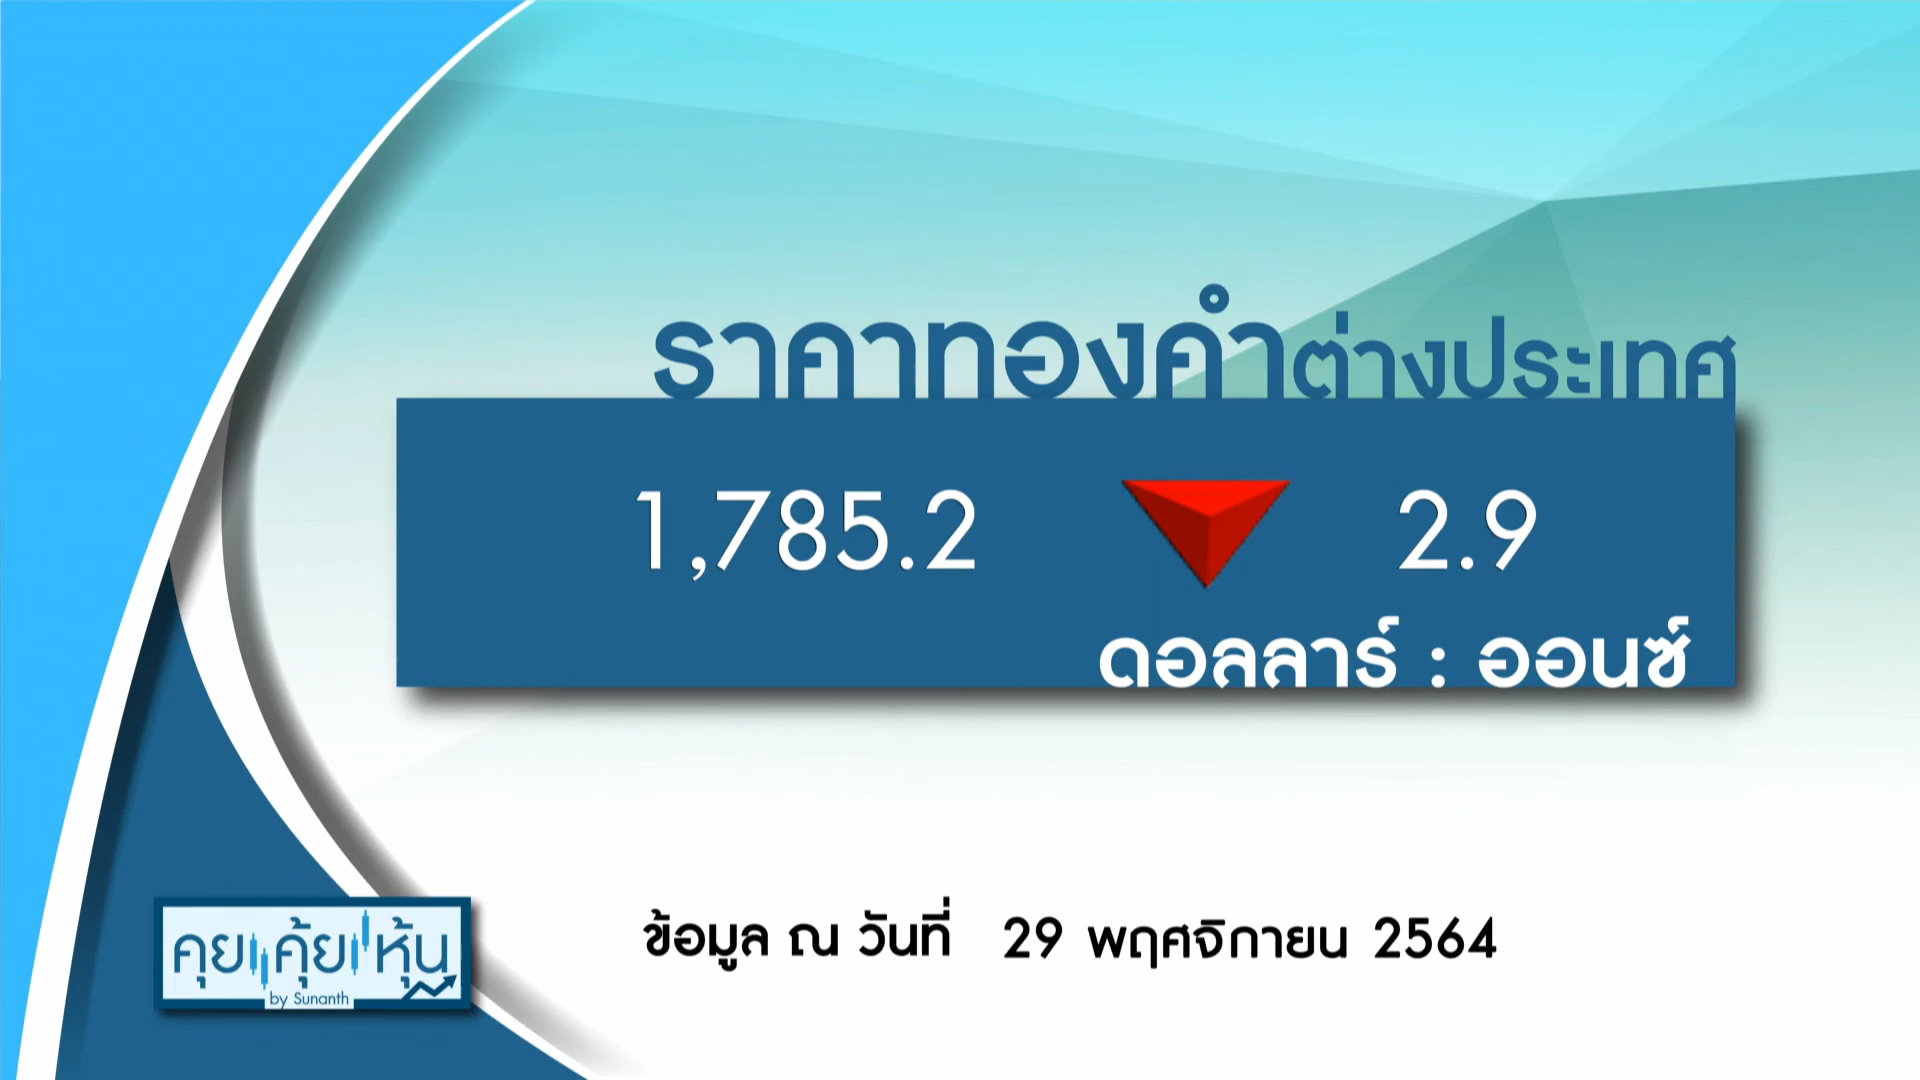 ราคาทองคำต่างประเทศ
1,785.2 2.9
ดอลลาร์ : ออนซ์
ข้อมูล ณ วันที่ 29 พฤศจิกายน 2564
คุย คุ้ย หุ้น
by Sunanth